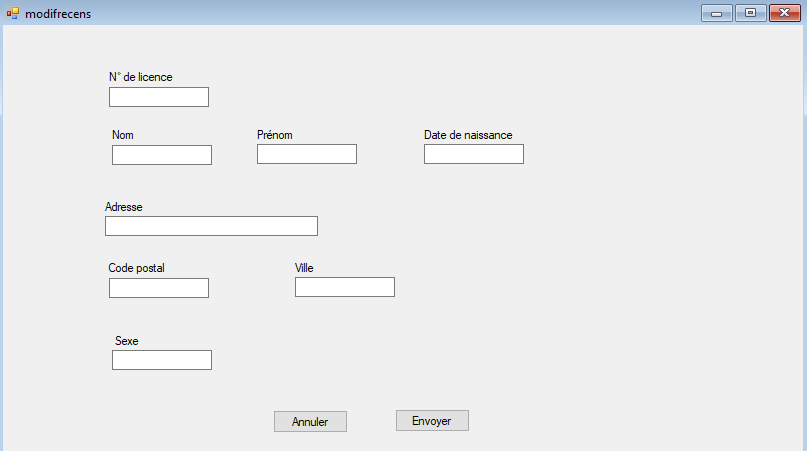 modifrecens
N° de licence
Nom Prénom Date de naissance
Adresse
Code postal Ville
Sexe
Annuler Envoyer